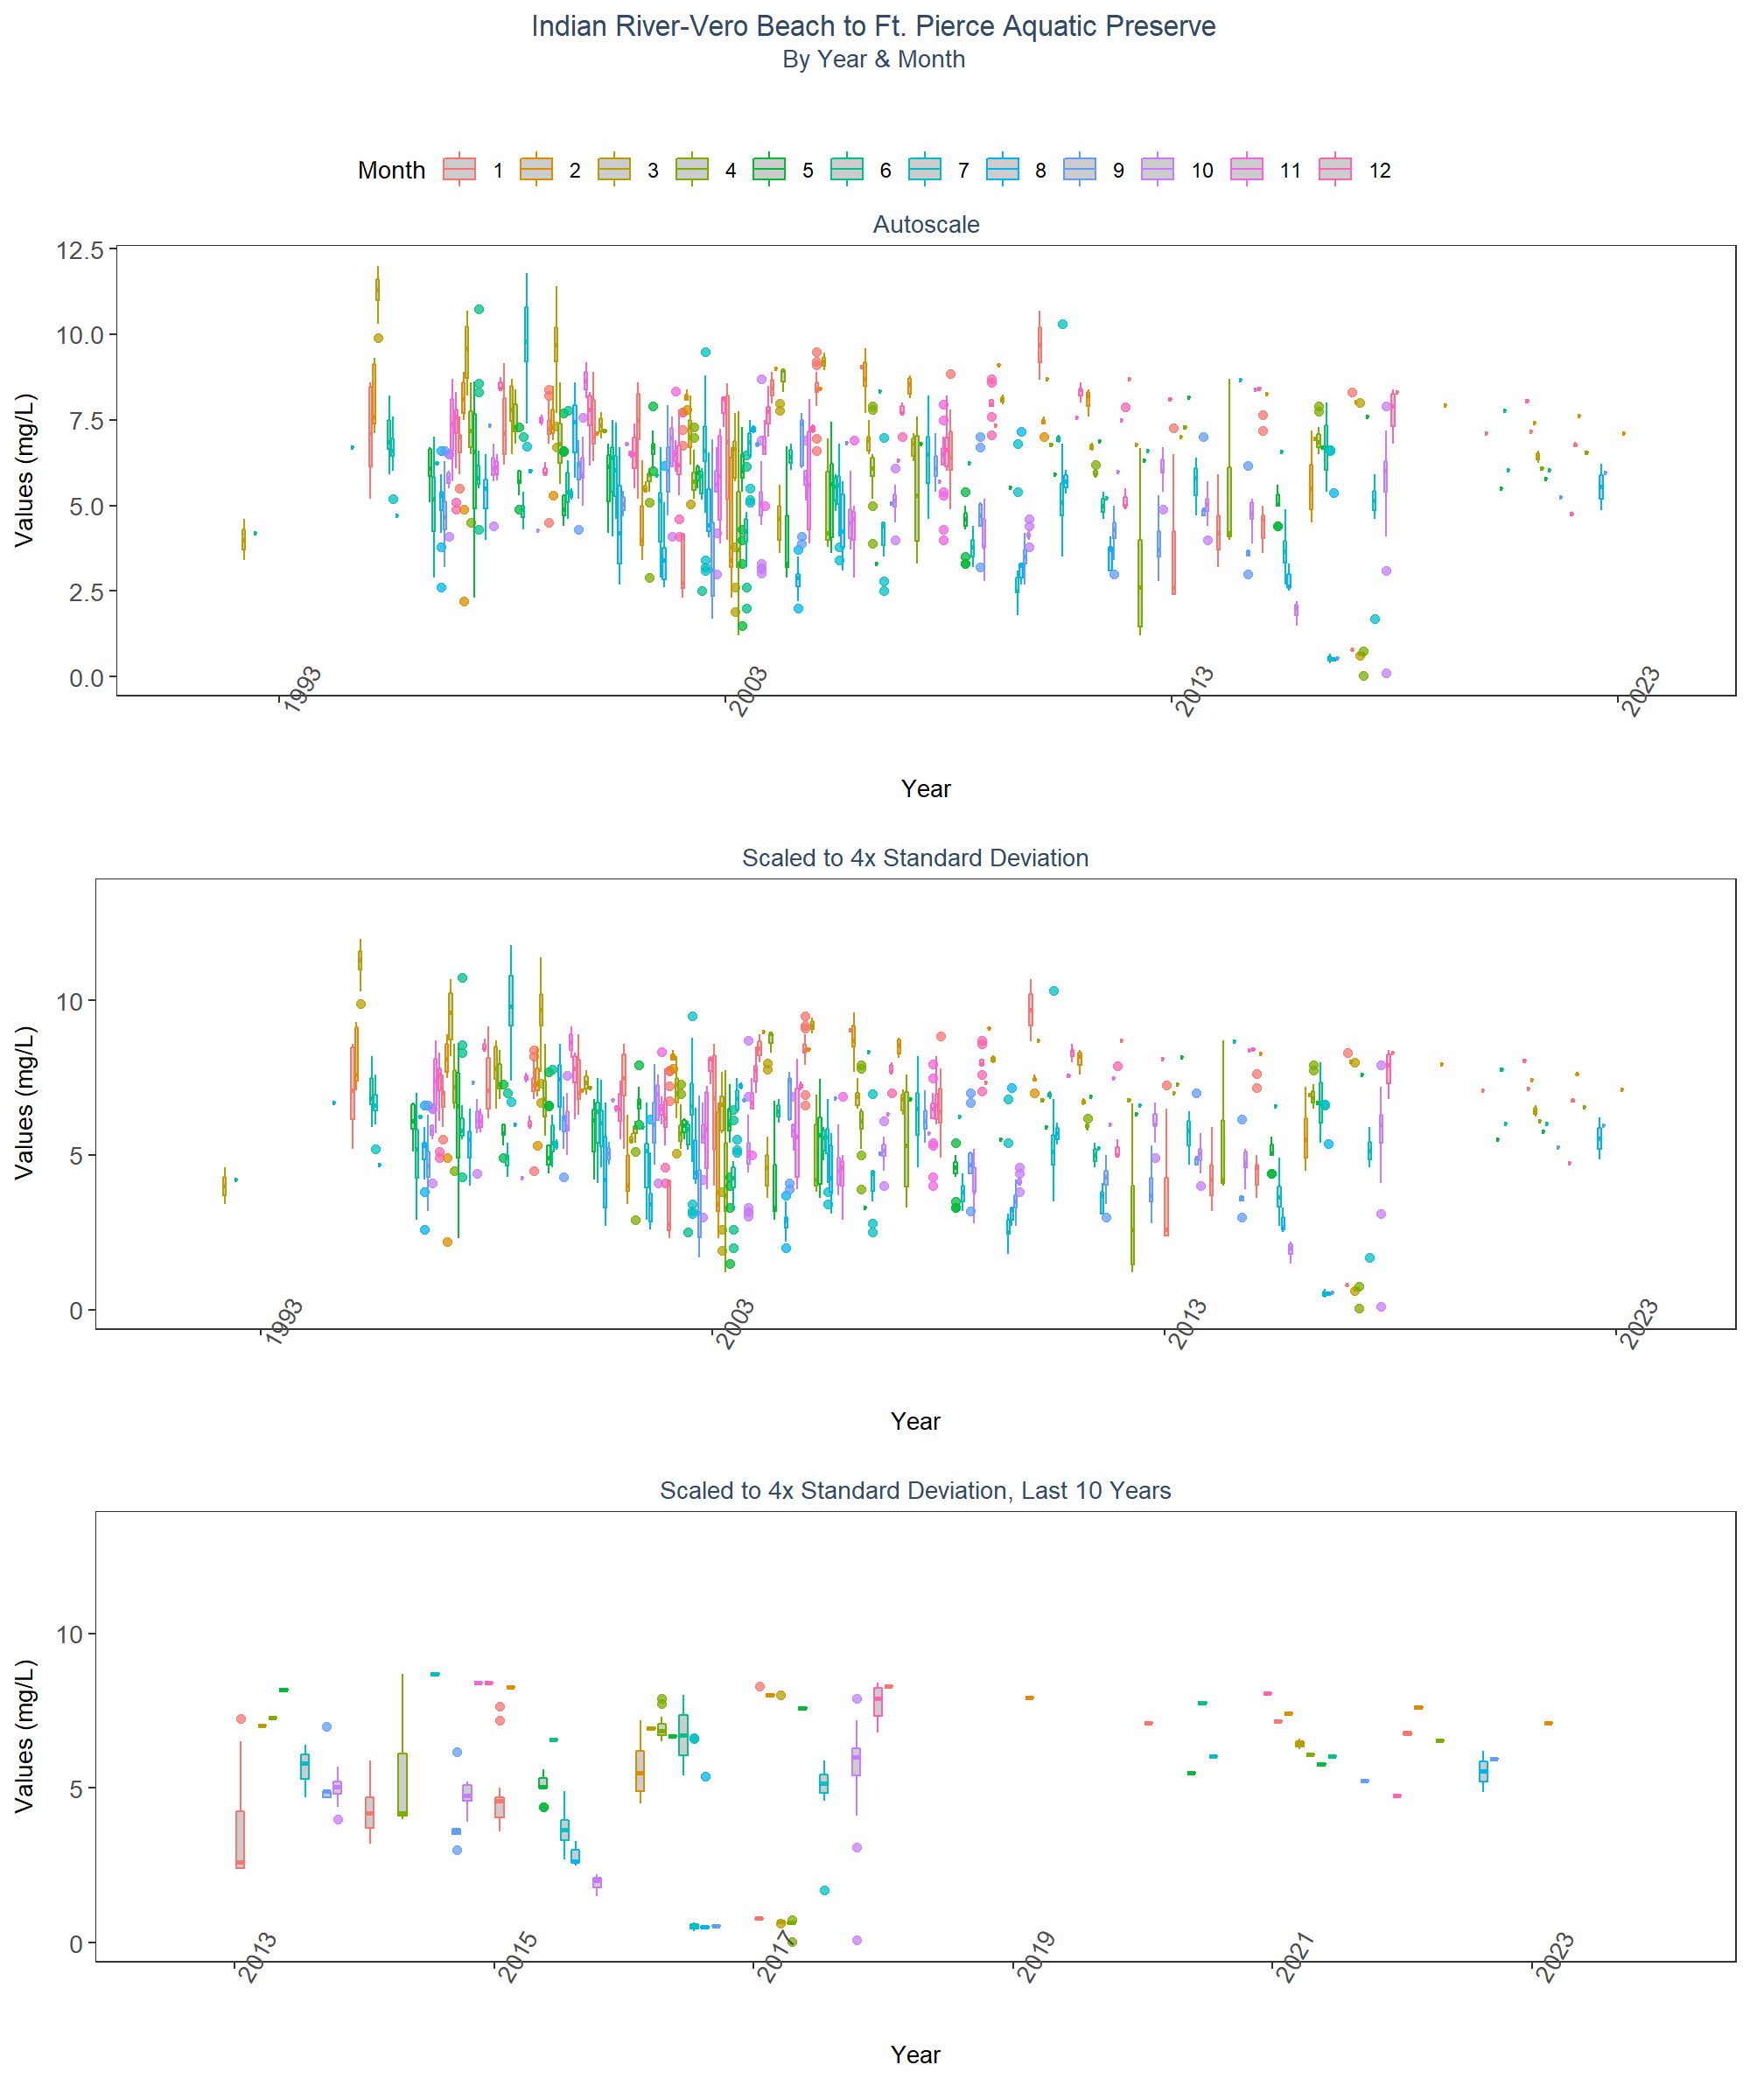 Indian River-Vero Beach to Ft. Pierce Aquatic Preserve
By Year & Month
Month 1 2 3 4 5 6 7 8 9 10 11 12
Autoscale
Values (mg/L)
12.5
10.0
7.5
5.0
2.5
0.0
1993 2003 2013 2023
Year
Scaled to 4x Standard Deviation
Values (mg/L)
10
5
0
1993 2003 2013 2023
Year
Scaled to 4x Standard Deviation, Last 10 Years
Values (mg/L)
10
5
0
2013 2015 2017 2019 2021 2023
Year